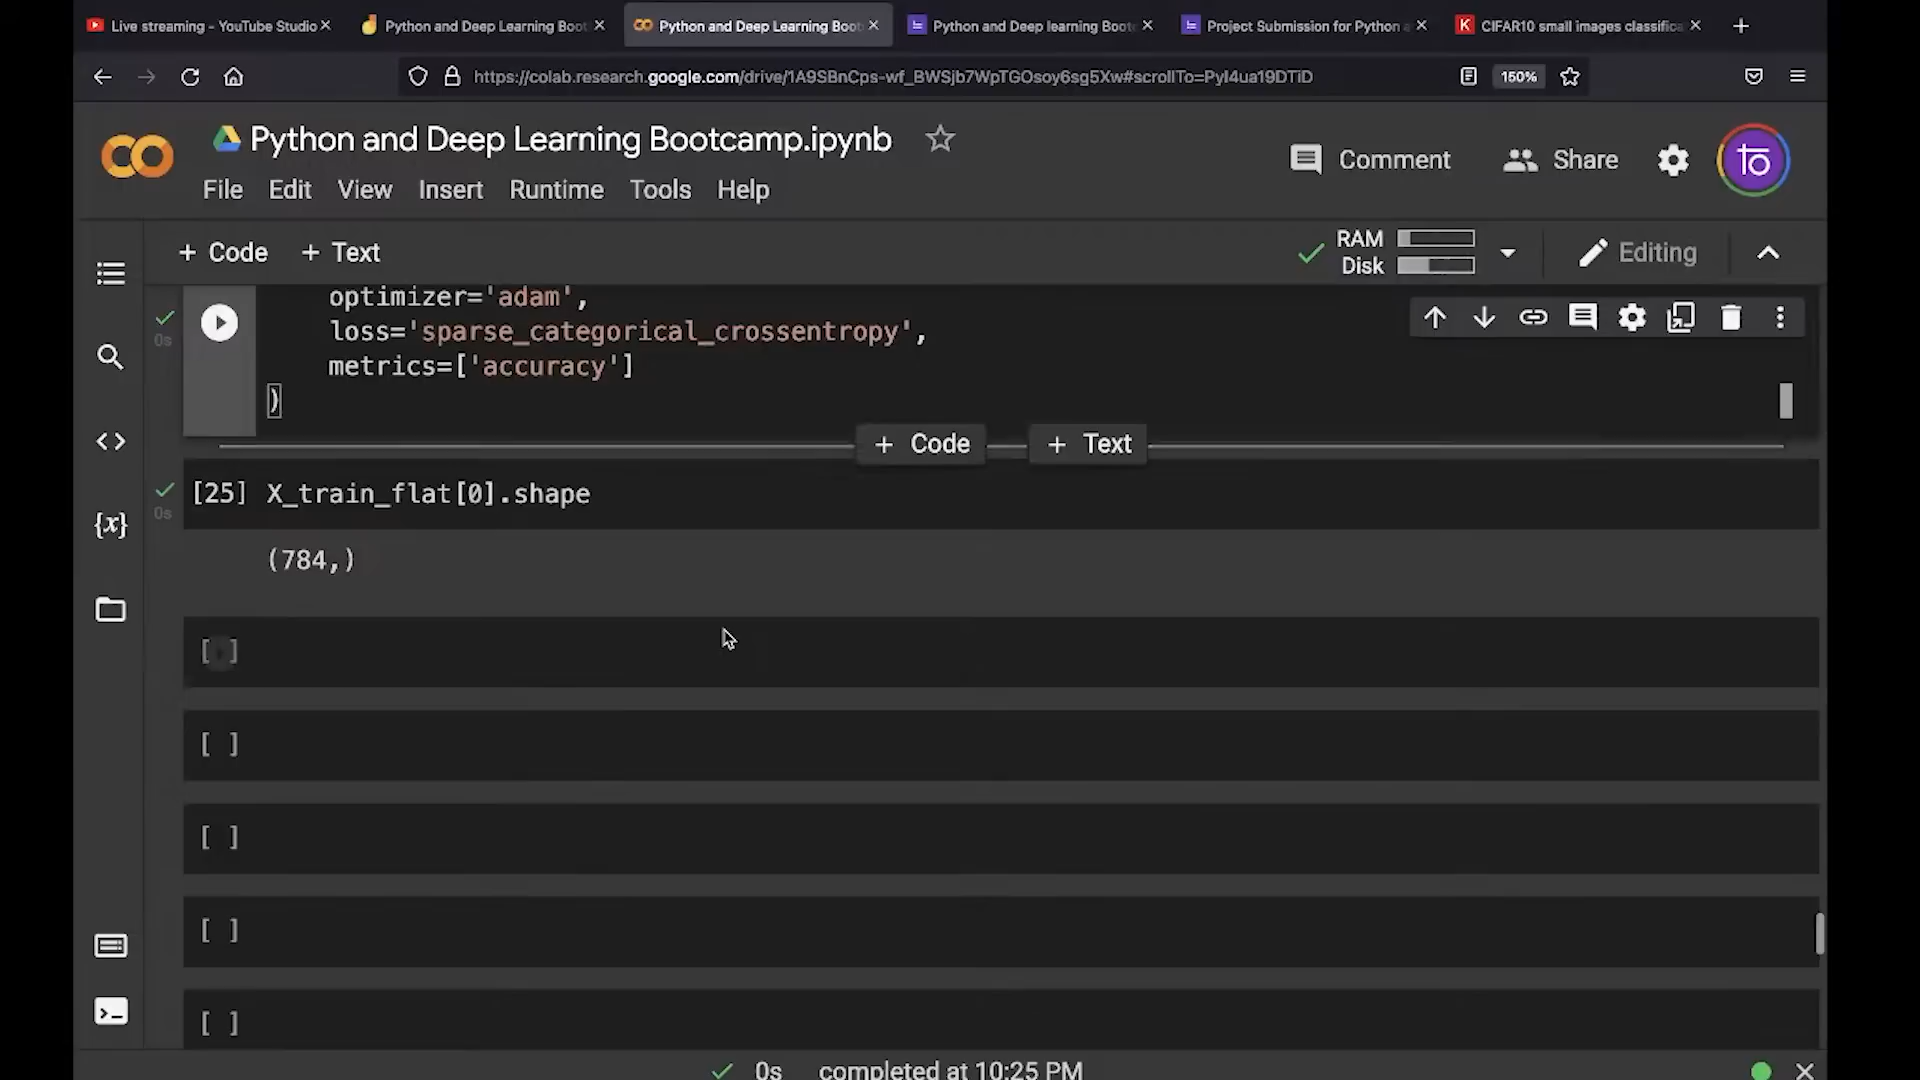 Live streaming - YouTube Studio
Python and Deep Learning Boot
Python and Deep Learning Boot
Python and Deep learning Boot
Project Submission for Python a
K
CIFAR10 small images classifica
https://colab.research.google.com/drive/1A9SBnCps-wf_BWSjb7WpTGOsoy6sg5Xw#scrollTo=PyI4ua19DTiD
150%
CO
Python and Deep Learning Bootcamp.ipynb
Comment
Share
to
File Edit View Insert Runtime Tools Help
+ Code + Text
RAM
Disk
Editing
optimizer='adam',
0s
loss='sparse_categorical_crossentropy',
metrics=['accuracy']
)
+ Code + Text
[25] X_train_flat[0].shape
0s
(784,)
{x}
[ ]
[ ]
[ ]
[ ]
[ ]
0s completed at 10:25 PM